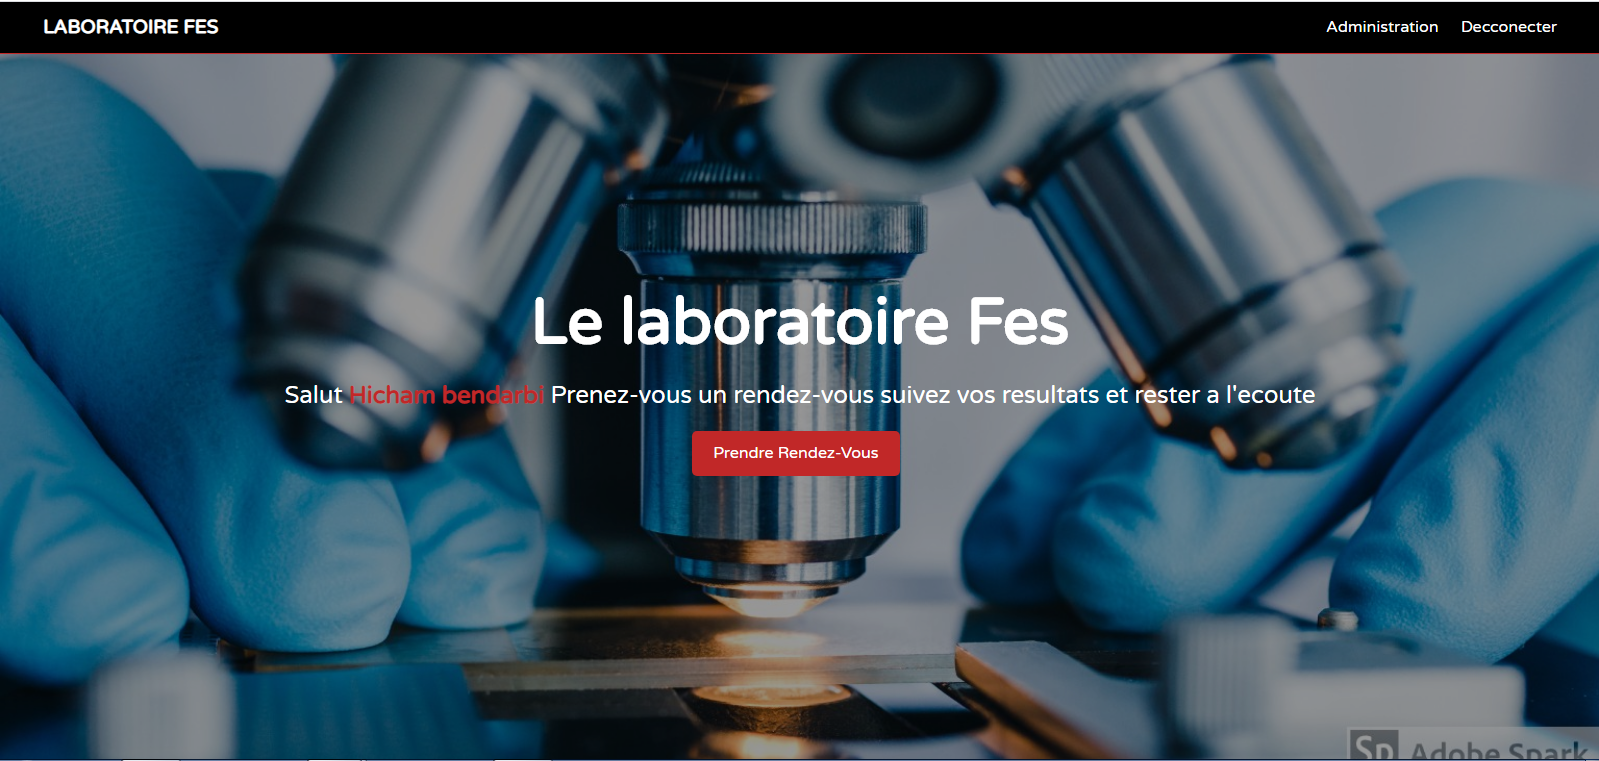 LABORATOIRE FES
Administration Decconecter
Le laboratoire Fes
Salut Hicham bendarbi Prenez-vous un rendez-vous suivez vos resultats et rester a l'ecoute
Prendre Rendez-Vous
Sp Adobe Spark